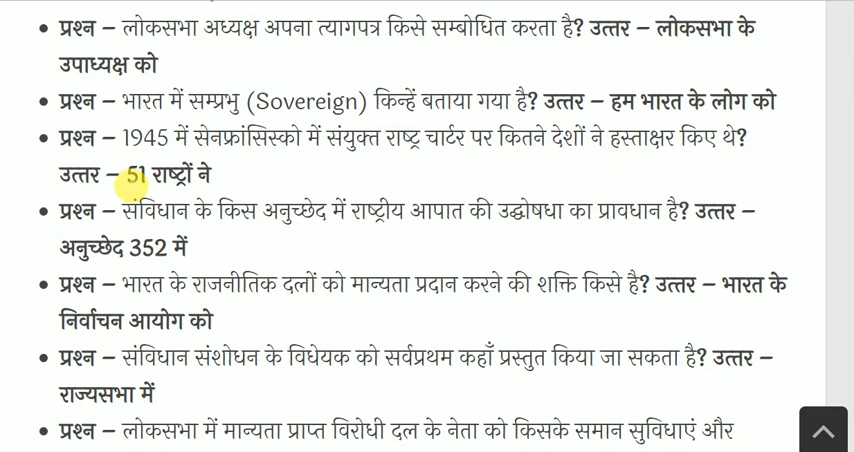 प्रश्न – लोकसभा अध्यक्ष अपना त्यागपत्र किसे सम्बोधित करता है? उत्तर – लोकसभा के
उपाध्यक्ष को
प्रश्न – भारत में सम्प्रभु (Sovereign) किन्हें बताया गया है? उत्तर – हम भारत के लोग को
प्रश्न – 1945 में सेनफ्रांसिस्को में संयुक्त राष्ट्र चार्टर पर कितने देशों ने हस्ताक्षर किए थे?
उत्तर – 51 राष्ट्रों ने
प्रश्न – संविधान के किस अनुच्छेद में राष्ट्रीय आपात की उद्घोषधा का प्रावधान है? उत्तर –
अनुच्छेद 352 में
प्रश्न – भारत के राजनीतिक दलों को मान्यता प्रदान करने की शक्ति किसे है? उत्तर – भारत के
निर्वाचन आयोग को
प्रश्न – संविधान संशोधन के विधेयक को सर्वप्रथम कहाँ प्रस्तुत किया जा सकता है? उत्तर –
राज्यसभा में
प्रश्न – लोकसभा में मान्यता प्राप्त विरोधी दल के नेता को किसके समान सुविधाएं और